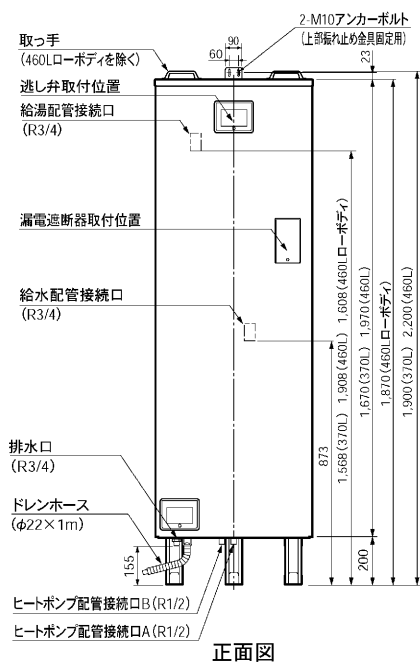 取っ手
(460Lローボディを除く)
90
60
2-M10アンカーボルト
(上部振れ止め金具固定用)
23
逃し弁取付位置
給湯配管接続口
(R3/4)
漏電遮断器取付位置
給水配管接続口
(R3/4)
873
1,568(370L) 1,908(460L) 1,608(460Lローボディ)
1,670(370L) 1,970(460L)
1,870(460Lローボディ)
1,900(370L) 2,200(460L)
排水口
(R3/4)
ドレンホース
(φ22×1m)
155
200
ヒートポンプ配管接続口B(R1/2)
ヒートポンプ配管接続口A(R1/2)
正面図